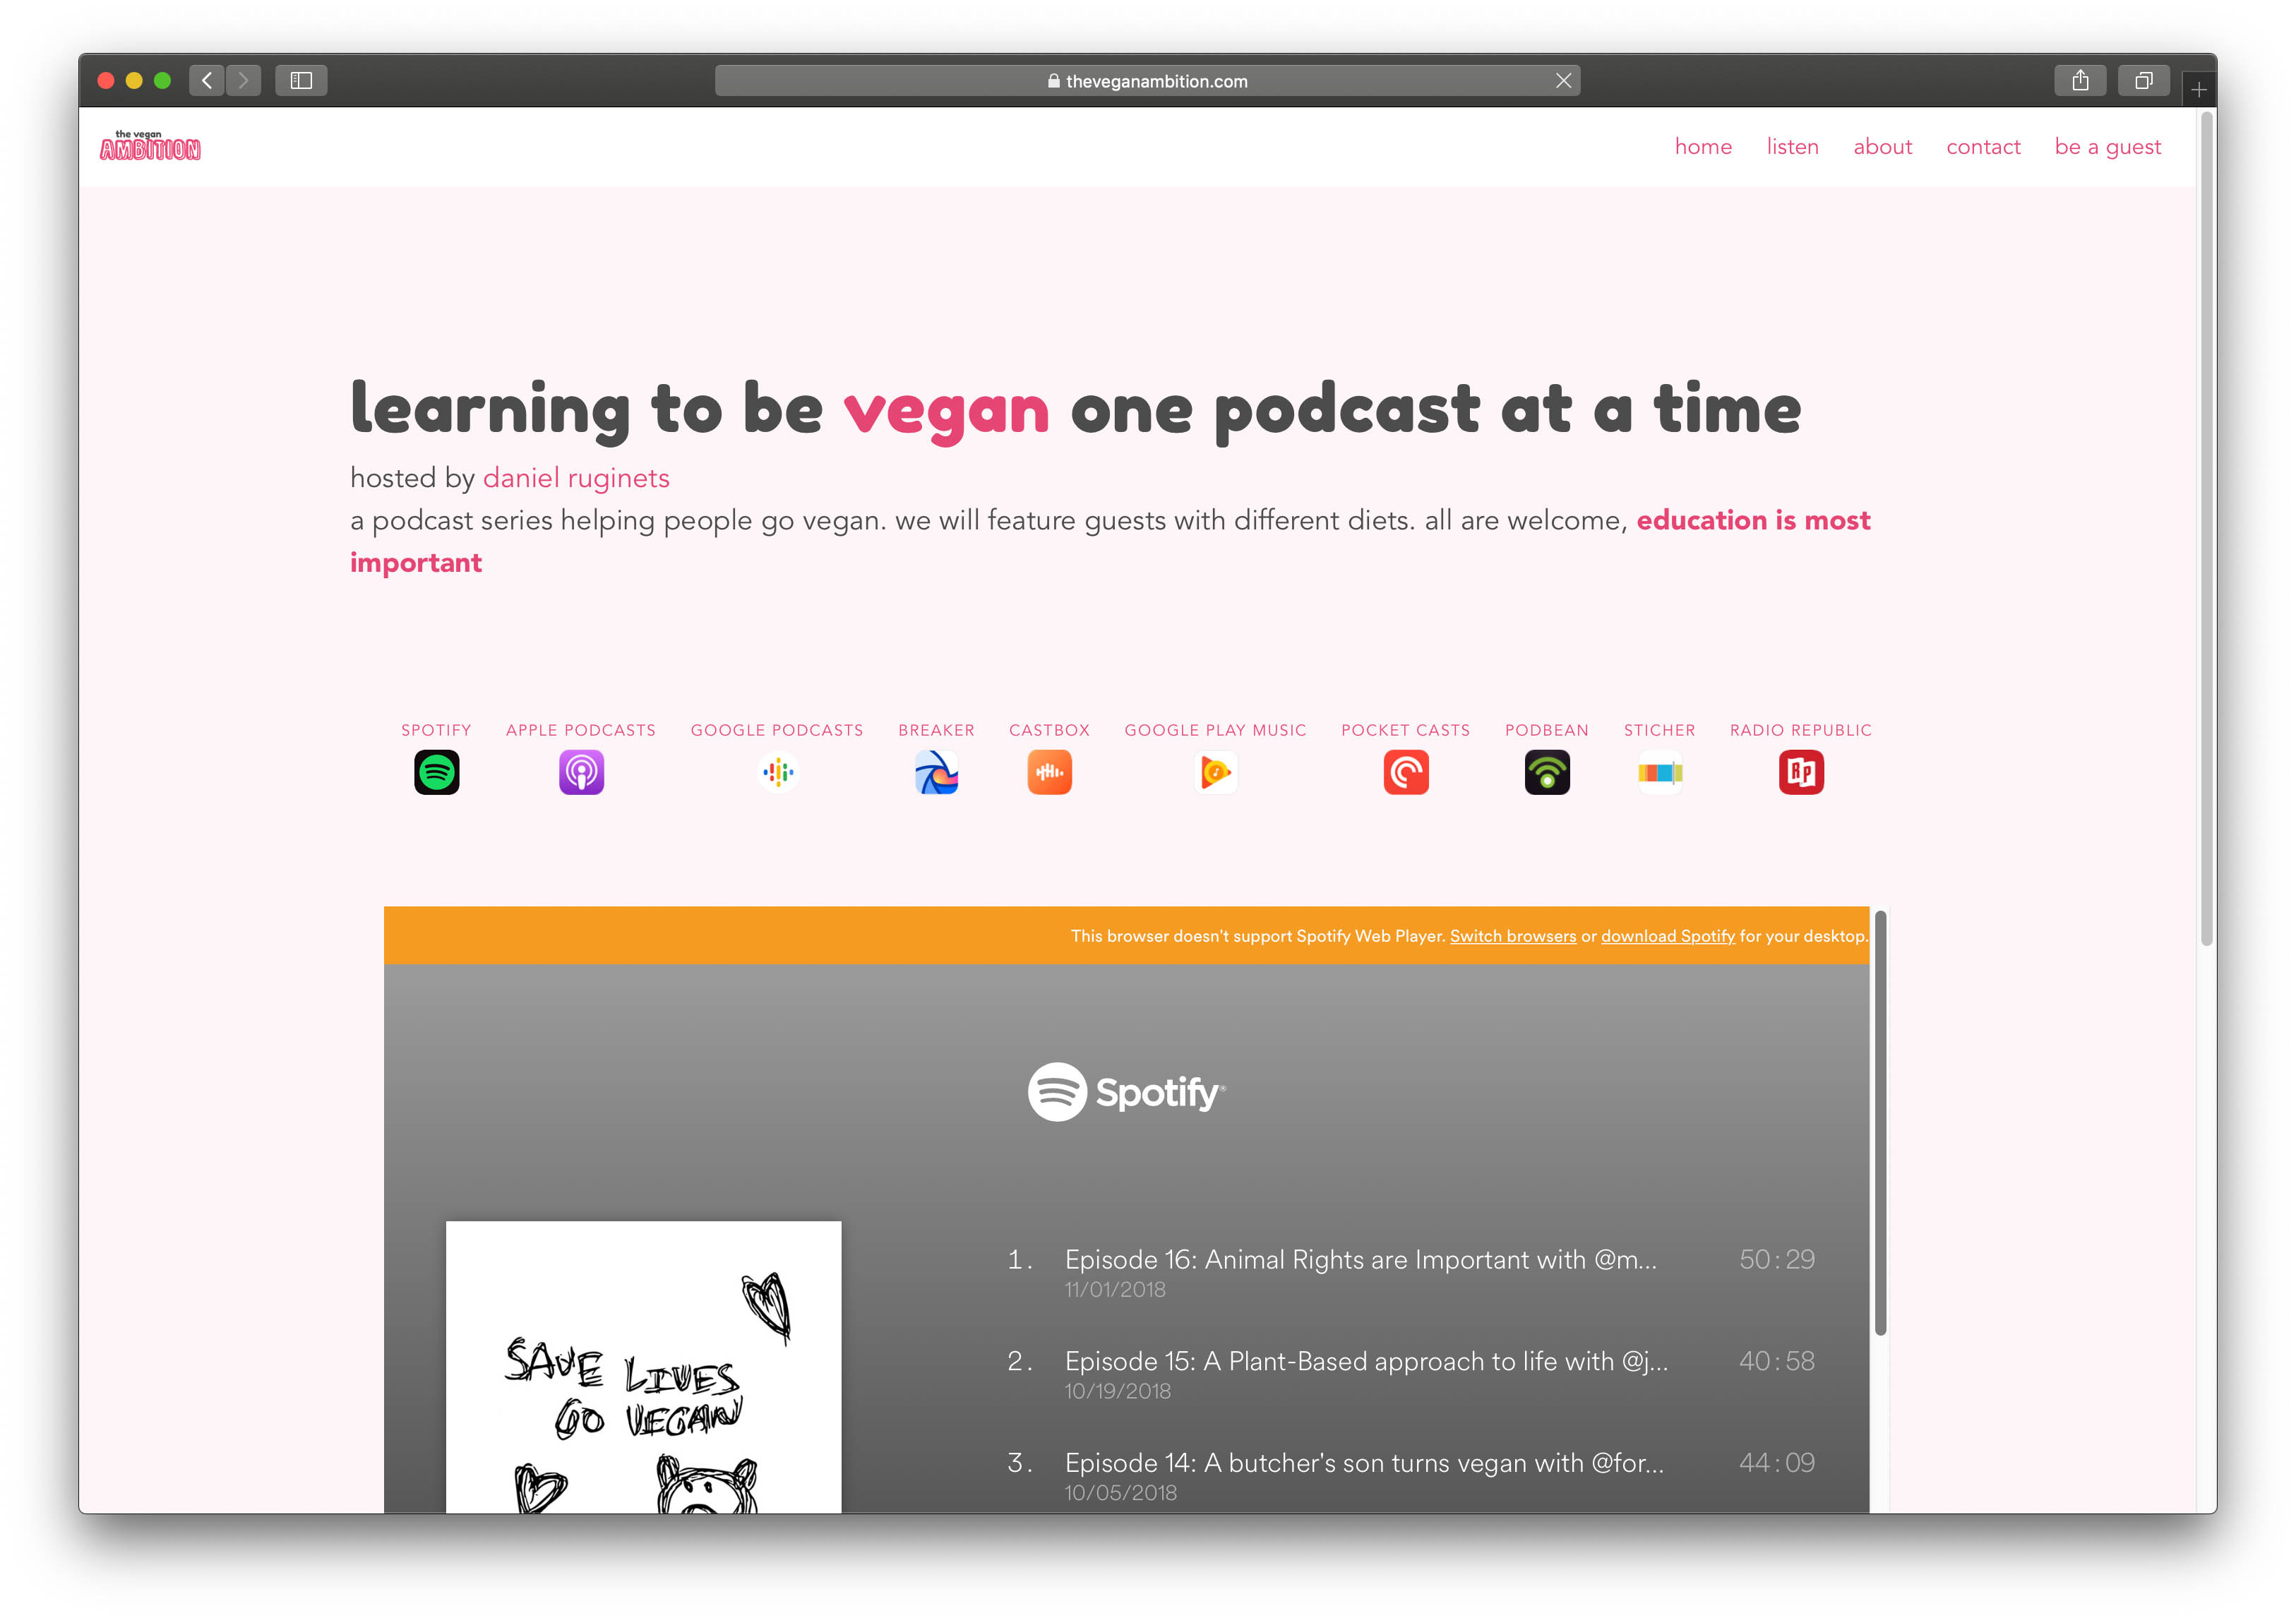 theveganambition.com
the vegan
AMBITION
home listen about contact be a guest
learning to be vegan one podcast at a time
hosted by daniel ruginets
a podcast series helping people go vegan. we will feature guests with different diets. all are welcome, education is most
important
SPOTIFY APPLE PODCASTS GOOGLE PODCASTS BREAKER CASTBOX GOOGLE PLAY MUSIC POCKET CASTS PODBEAN STICHER RADIO REPUBLIC
RP
This browser doesn't support Spotify Web Player. Switch browsers or download Spotify for your desktop.
Spotify®
1. Episode 16: Animal Rights are Important with @m... 50:29
11/01/2018
2. Episode 15: A Plant-Based approach to life with @j... 40:58
10/19/2018
3. Episode 14: A butcher's son turns vegan with @for... 44:09
10/05/2018
SAVE LIVES
GO VEGAN